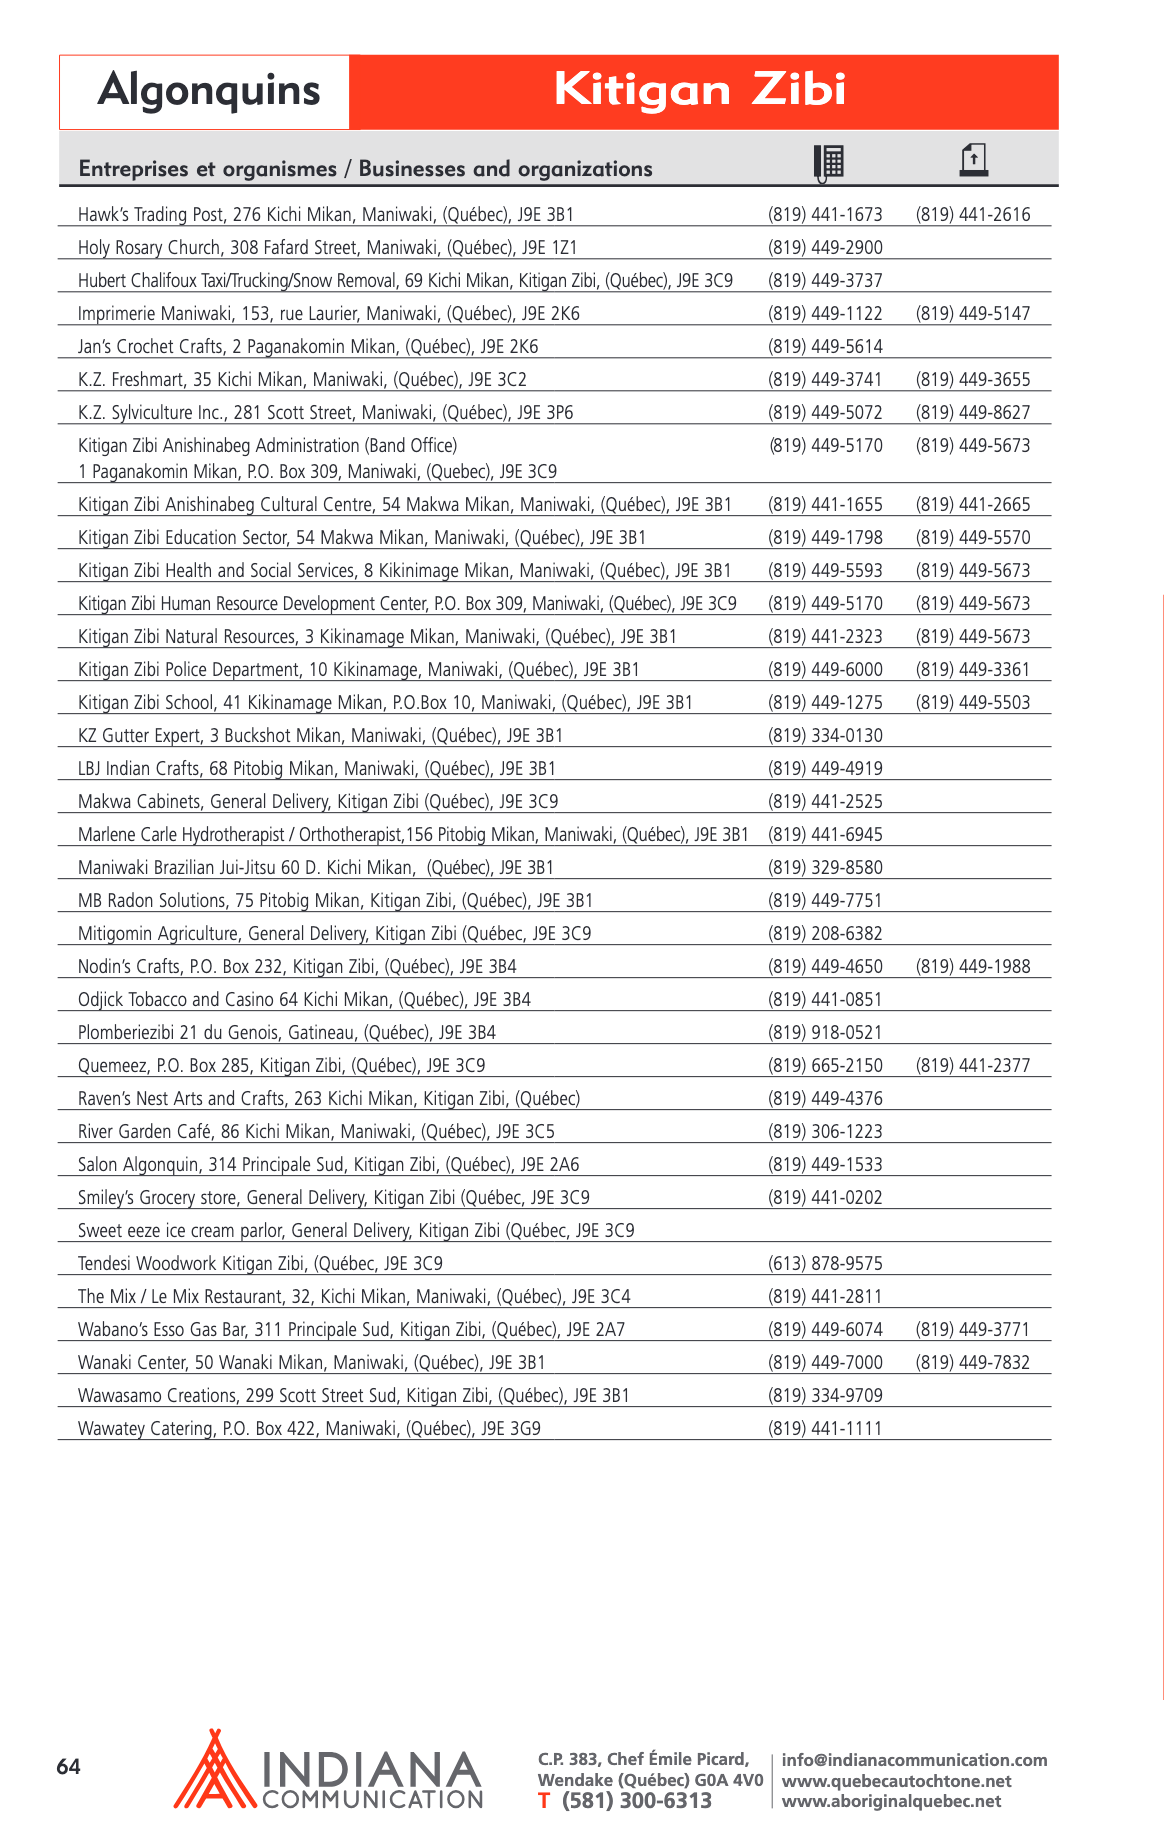 Algonquins Kitigan Zibi
Entreprises et organismes / Businesses and organizations
Hawk's Trading Post, 276 Kichi Mikan, Maniwaki, (Québec), J9E 3B1 (819) 441-1673 (819) 441-2616
Holy Rosary Church, 308 Fafard Street, Maniwaki, (Québec), J9E 1Z1 (819) 449-2900
Hubert Chalifoux Taxi/Trucking/Snow Removal, 69 Kichi Mikan, Kitigan Zibi, (Québec), J9E 3C9 (819) 449-3737
Imprimerie Maniwaki, 153, rue Laurier, Maniwaki, (Québec), J9E 2K6 (819) 449-1122 (819) 449-5147
Jan's Crochet Crafts, 2 Paganakomin Mikan, (Québec), J9E 2K6 (819) 449-5614
K.Z. Freshmart, 35 Kichi Mikan, Maniwaki, (Québec), J9E 3C2 (819) 449-3741 (819) 449-3655
K.Z. Sylviculture Inc., 281 Scott Street, Maniwaki, (Québec), J9E 3P6 (819) 449-5072 (819) 449-8627
Kitigan Zibi Anishinabeg Administration (Band Office) (819) 449-5170 (819) 449-5673
1 Paganakomin Mikan, P.O. Box 309, Maniwaki, (Quebec), J9E 3C9
Kitigan Zibi Anishinabeg Cultural Centre, 54 Makwa Mikan, Maniwaki, (Québec), J9E 3B1 (819) 441-1655 (819) 441-2665
Kitigan Zibi Education Sector, 54 Makwa Mikan, Maniwaki, (Québec), J9E 3B1 (819) 449-1798 (819) 449-5570
Kitigan Zibi Health and Social Services, 8 Kikinimage Mikan, Maniwaki, (Québec), J9E 3B1 (819) 449-5593 (819) 449-5673
Kitigan Zibi Human Resource Development Center, P.O. Box 309, Maniwaki, (Québec), J9E 3C9 (819) 449-5170 (819) 449-5673
Kitigan Zibi Natural Resources, 3 Kikinamage Mikan, Maniwaki, (Québec), J9E 3B1 (819) 441-2323 (819) 449-5673
Kitigan Zibi Police Department, 10 Kikinamage, Maniwaki, (Québec), J9E 3B1 (819) 449-6000 (819) 449-3361
Kitigan Zibi School, 41 Kikinamage Mikan, P.O.Box 10, Maniwaki, (Québec), J9E 3B1 (819) 449-1275 (819) 449-5503
KZ Gutter Expert, 3 Buckshot Mikan, Maniwaki, (Québec), J9E 3B1 (819) 334-0130
LBJ Indian Crafts, 68 Pitobig Mikan, Maniwaki, (Québec), J9E 3B1 (819) 449-4919
Makwa Cabinets, General Delivery, Kitigan Zibi (Québec), J9E 3C9 (819) 441-2525
Marlene Carle Hydrotherapist / Orthotherapist,156 Pitobig Mikan, Maniwaki, (Québec), J9E 3B1 (819) 441-6945
Maniwaki Brazilian Jui-Jitsu 60 D. Kichi Mikan, (Québec), J9E 3B1 (819) 329-8580
MB Radon Solutions, 75 Pitobig Mikan, Kitigan Zibi, (Québec), J9E 3B1 (819) 449-7751
Mitigomin Agriculture, General Delivery, Kitigan Zibi (Québec, J9E 3C9 (819) 208-6382
Nodin's Crafts, P.O. Box 232, Kitigan Zibi, (Québec), J9E 3B4 (819) 449-4650 (819) 449-1988
Odjick Tobacco and Casino 64 Kichi Mikan, (Québec), J9E 3B4 (819) 441-0851
Plomberiezibi 21 du Genois, Gatineau, (Québec), J9E 3B4 (819) 918-0521
Quemeez, P.O. Box 285, Kitigan Zibi, (Québec), J9E 3C9 (819) 665-2150 (819) 441-2377
Raven's Nest Arts and Crafts, 263 Kichi Mikan, Kitigan Zibi, (Québec) (819) 449-4376
River Garden Café, 86 Kichi Mikan, Maniwaki, (Québec), J9E 3C5 (819) 306-1223
Salon Algonquin, 314 Principale Sud, Kitigan Zibi, (Québec), J9E 2A6 (819) 449-1533
Smiley's Grocery store, General Delivery, Kitigan Zibi (Québec, J9E 3C9 (819) 441-0202
Sweet eeze ice cream parlor, General Delivery, Kitigan Zibi (Québec, J9E 3C9
Tendesi Woodwork Kitigan Zibi, (Québec, J9E 3C9 (613) 878-9575
The Mix / Le Mix Restaurant, 32, Kichi Mikan, Maniwaki, (Québec), J9E 3C4 (819) 441-2811
Wabano's Esso Gas Bar, 311 Principale Sud, Kitigan Zibi, (Québec), J9E 2A7 (819) 449-6074 (819) 449-3771
Wanaki Center, 50 Wanaki Mikan, Maniwaki, (Québec), J9E 3B1 (819) 449-7000 (819) 449-7832
Wawasamo Creations, 299 Scott Street Sud, Kitigan Zibi, (Québec), J9E 3B1 (819) 334-9709
Wawatey Catering, P.O. Box 422, Maniwaki, (Québec), J9E 3G9 (819) 441-1111
64
INDIANA
COMMUNICATION
C.P. 383, Chef Émile Picard,
Wendake (Québec) G0A 4V0
T (581) 300-6313
info@indianacommunication.com
www.quebecautochtone.net
www.aboriginalquebec.net